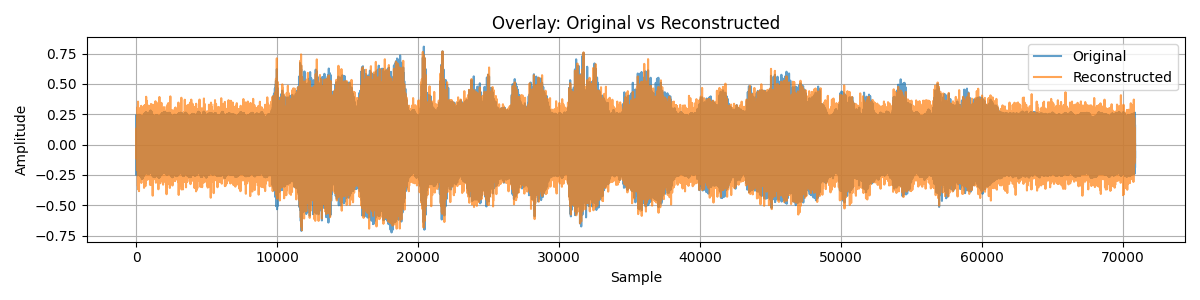 Overlay: Original vs Reconstructed
Original
Reconstructed
Amplitude
0.75
0.50
0.25
0.00
−0.25
−0.50
−0.75
0 10000 20000 30000 40000 50000 60000 70000
Sample